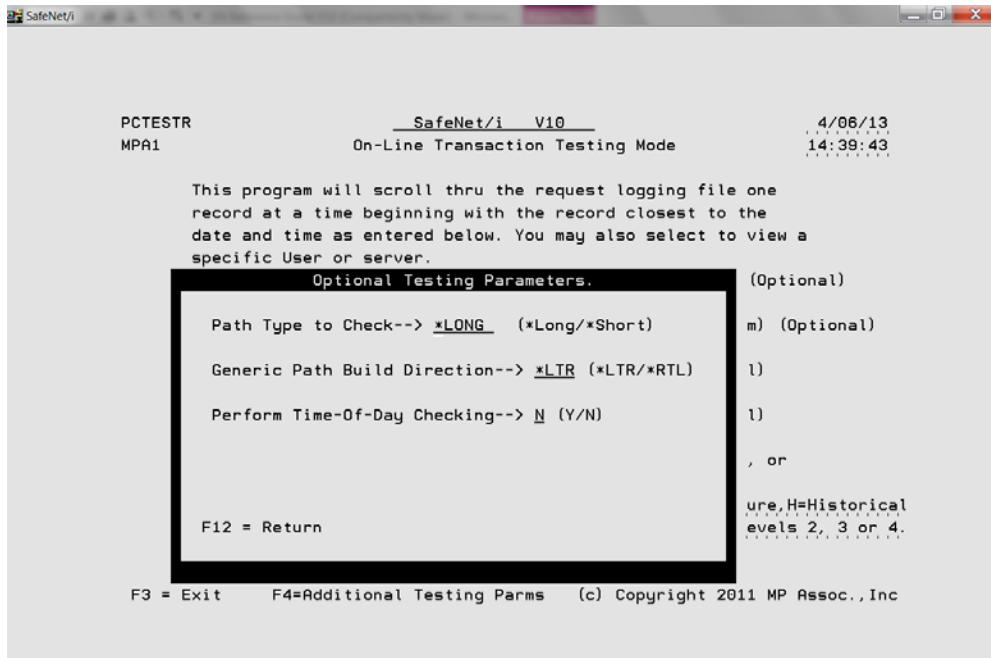 SafeNet/i
PCTESTR SafeNet/i V10 4/06/13
MPA1 On-Line Transaction Testing Mode 14:39:43
This program will scroll thru the request logging file one
record at a time beginning with the record closest to the
date and time as entered below. You may also select to view a
specific User or server.
Optional Testing Parameters. (Optional)
Path Type to Check--> *LONG (*Long/*Short) m) (Optional)
Generic Path Build Direction--> *LTR (*LTR/*RTL) l)
Perform Time-Of-Day Checking--> N (Y/N) l)
, or
ure,H=Historical
F12 = Return evels 2, 3 or 4.
F3 = Exit F4=Additional Testing Parms (c) Copyright 2011 MP Assoc.,Inc